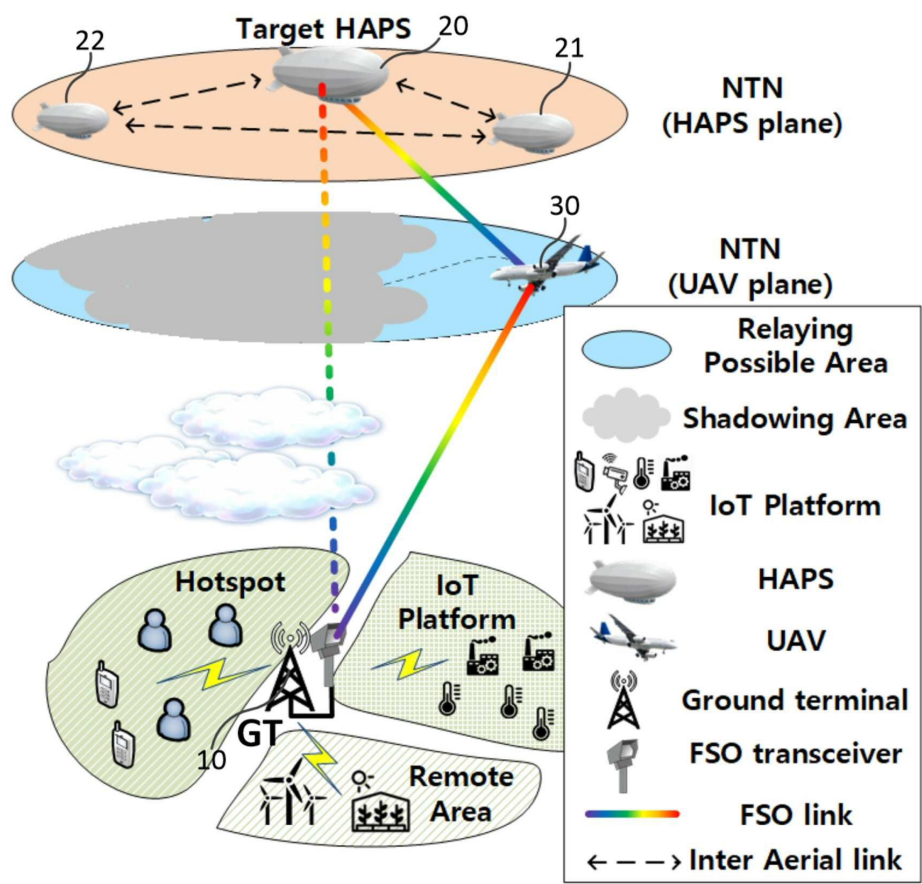 Target HAPS
20
22
21
NTN
(HAPS plane)
30
NTN
(UAV plane)
Relaying
Possible Area
Shadowing Area
IoT Platform
HAPS
UAV
Ground terminal
FSO transceiver
FSO link
Inter Aerial link
Hotspot
IoT
Platform
GT
10
Remote
Area